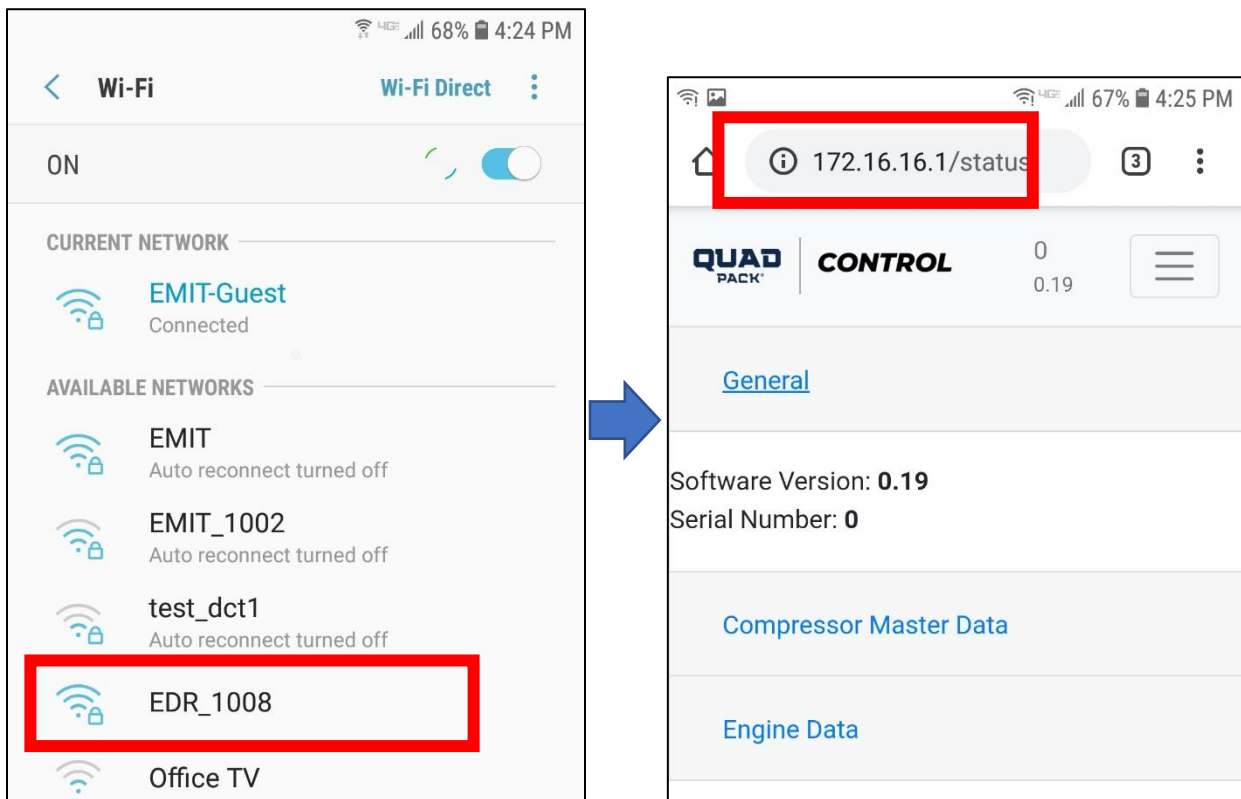 4GE 68% 4:24 PM
Wi-Fi Wi-Fi Direct
ON
CURRENT NETWORK
EMIT-Guest
Connected
AVAILABLE NETWORKS
EMIT
Auto reconnect turned off
EMIT_1002
Auto reconnect turned off
test_dct1
Auto reconnect turned off
EDR_1008
Office TV
4GE 67% 4:25 PM
172.16.16.1/status 3
QUAD PACK® CONTROL 0
0.19
General
Software Version: 0.19
Serial Number: 0
Compressor Master Data
Engine Data